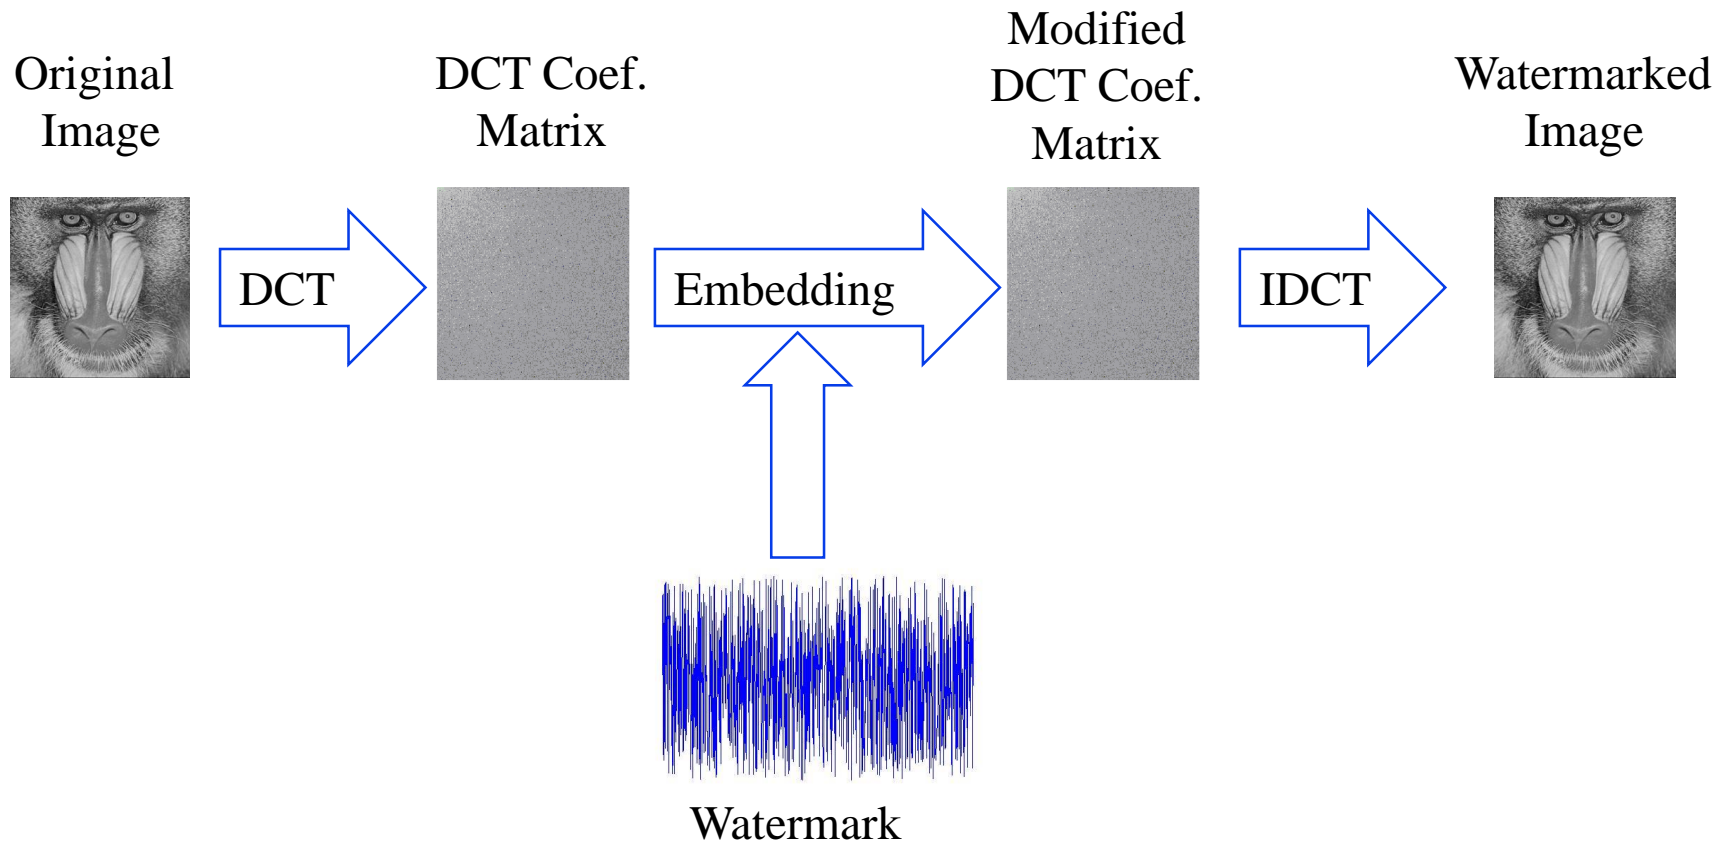 Original
Image
DCT Coef.
Matrix
Modified
DCT Coef.
Matrix
Watermarked
Image
DCT
Embedding
IDCT
Watermark